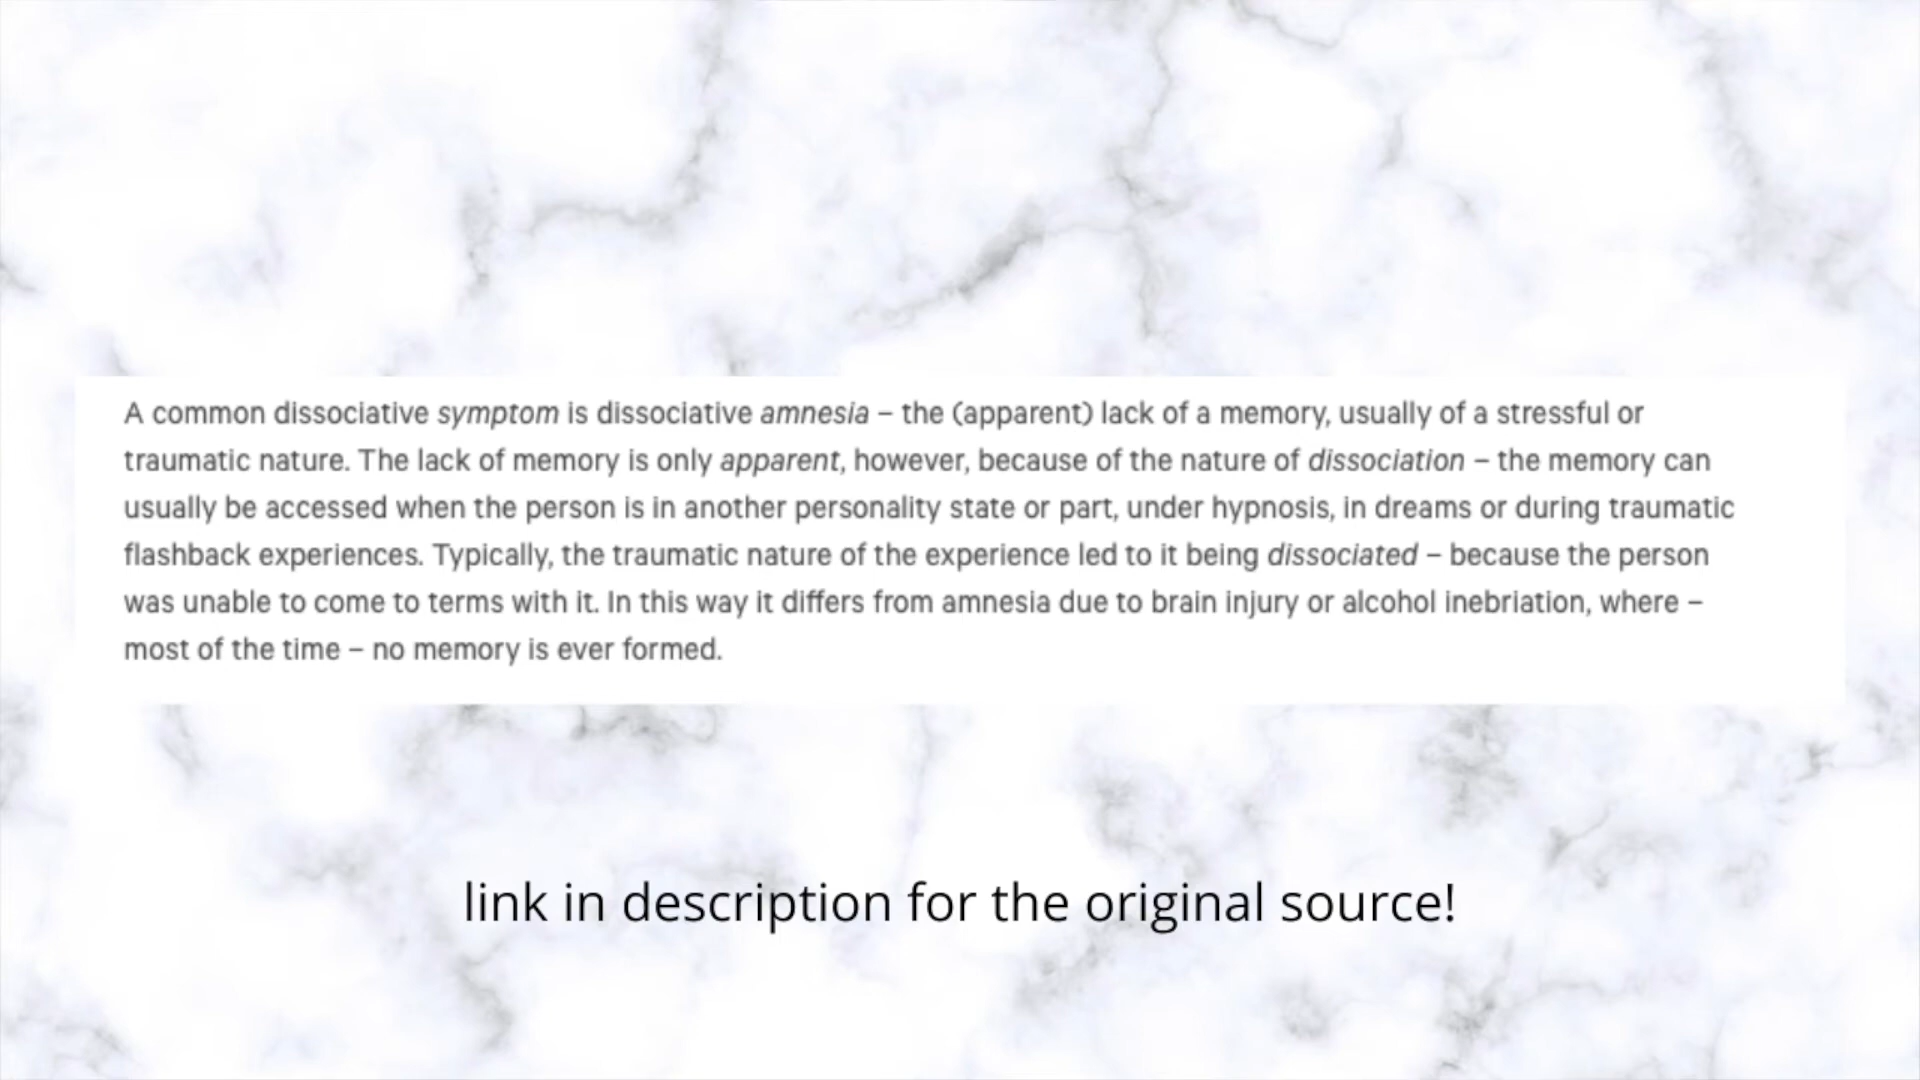 A common dissociative symptom is dissociative amnesia – the (apparent) lack of a memory, usually of a stressful or
traumatic nature. The lack of memory is only apparent, however, because of the nature of dissociation – the memory can
usually be accessed when the person is in another personality state or part, under hypnosis, in dreams or during traumatic
flashback experiences. Typically, the traumatic nature of the experience led to it being dissociated – because the person
was unable to come to terms with it. In this way it differs from amnesia due to brain injury or alcohol inebriation, where –
most of the time – no memory is ever formed.
link in description for the original source!